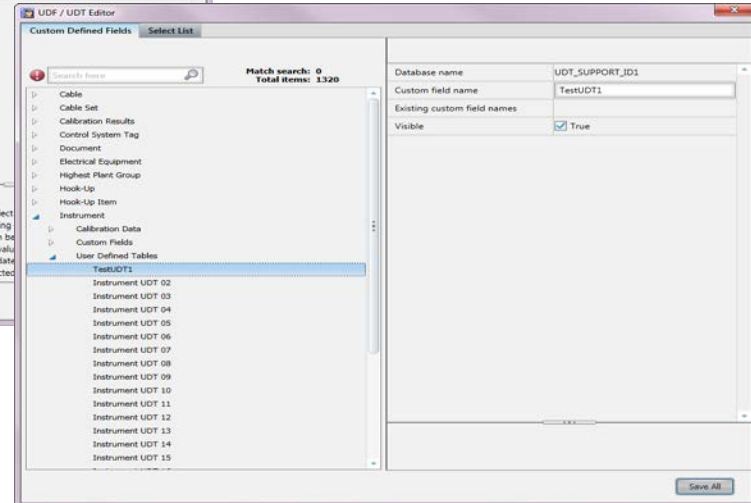 UDF / UDT Editor
Custom Defined Fields Select List
Search here
Match search: 0
Total items: 1320
Cable
Cable Set
Calibration Results
Control System Tag
Document
Electrical Equipment
Highest Plant Group
Hook-Up
Hook-Up Item
Instrument
Calibration Data
Custom Fields
User Defined Tables
TestUDT1
Instrument UDT 02
Instrument UDT 03
Instrument UDT 04
Instrument UDT 05
Instrument UDT 06
Instrument UDT 07
Instrument UDT 08
Instrument UDT 09
Instrument UDT 10
Instrument UDT 11
Instrument UDT 12
Instrument UDT 13
Instrument UDT 14
Instrument UDT 15
Database name UDT_SUPPORT_ID1
Custom field name TestUDT1
Existing custom field names
Visible True
Save All